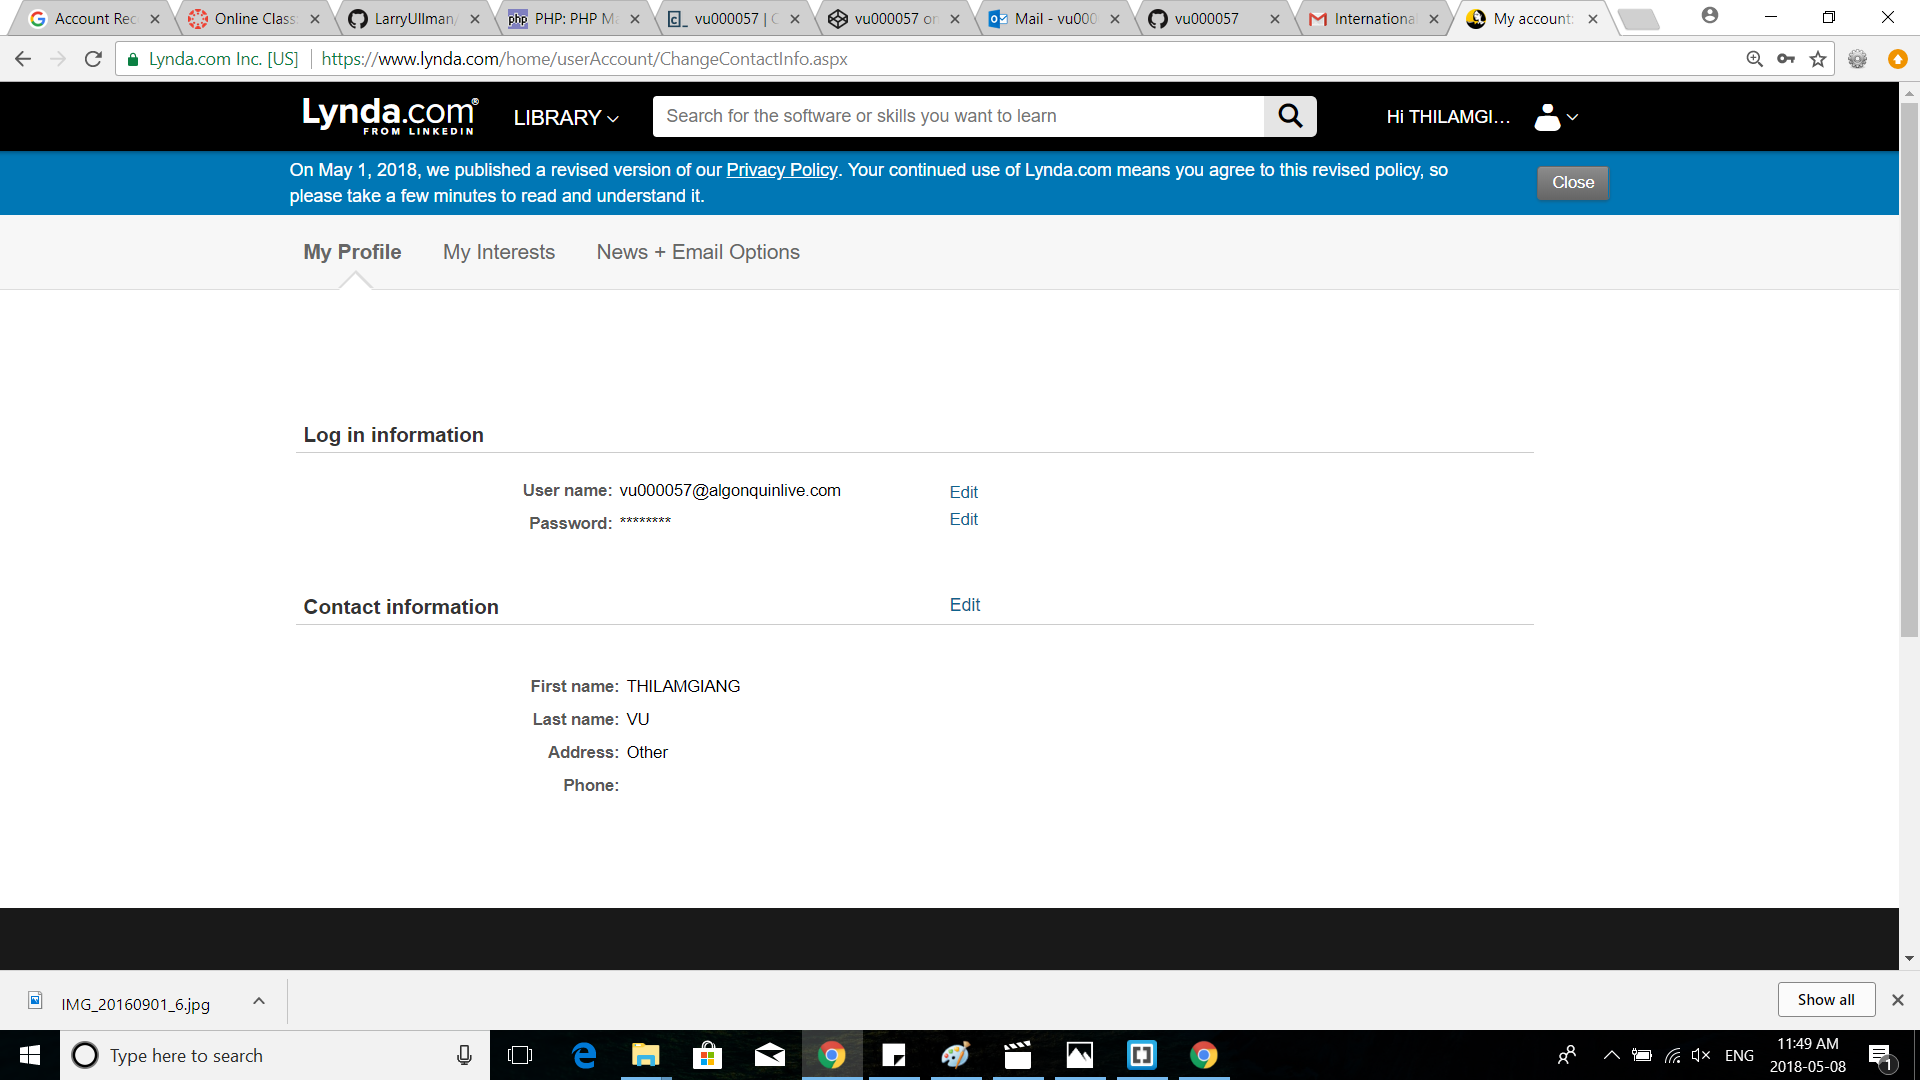 Account Rec
Online Class
LarryUllman/
php PHP: PHP Ma
vu000057 | C
vu000057 on
Mail - vu000
vu000057
International
My account:
Lynda.com Inc. [US] https://www.lynda.com/home/userAccount/ChangeContactInfo.aspx
Lynda.com®
FROM LINKEDIN
LIBRARY
Search for the software or skills you want to learn
Hi THILAMGI...
On May 1, 2018, we published a revised version of our Privacy Policy. Your continued use of Lynda.com means you agree to this revised policy, so
please take a few minutes to read and understand it.
Close
My Profile My Interests News + Email Options
Log in information
User name: vu000057@algonquinlive.com Edit
Password: ******** Edit
Contact information Edit
First name: THILAMGIANG
Last name: VU
Address: Other
Phone:
IMG_20160901_6.jpg
Show all
Type here to search
ENG
11:49 AM
2018-05-08
1